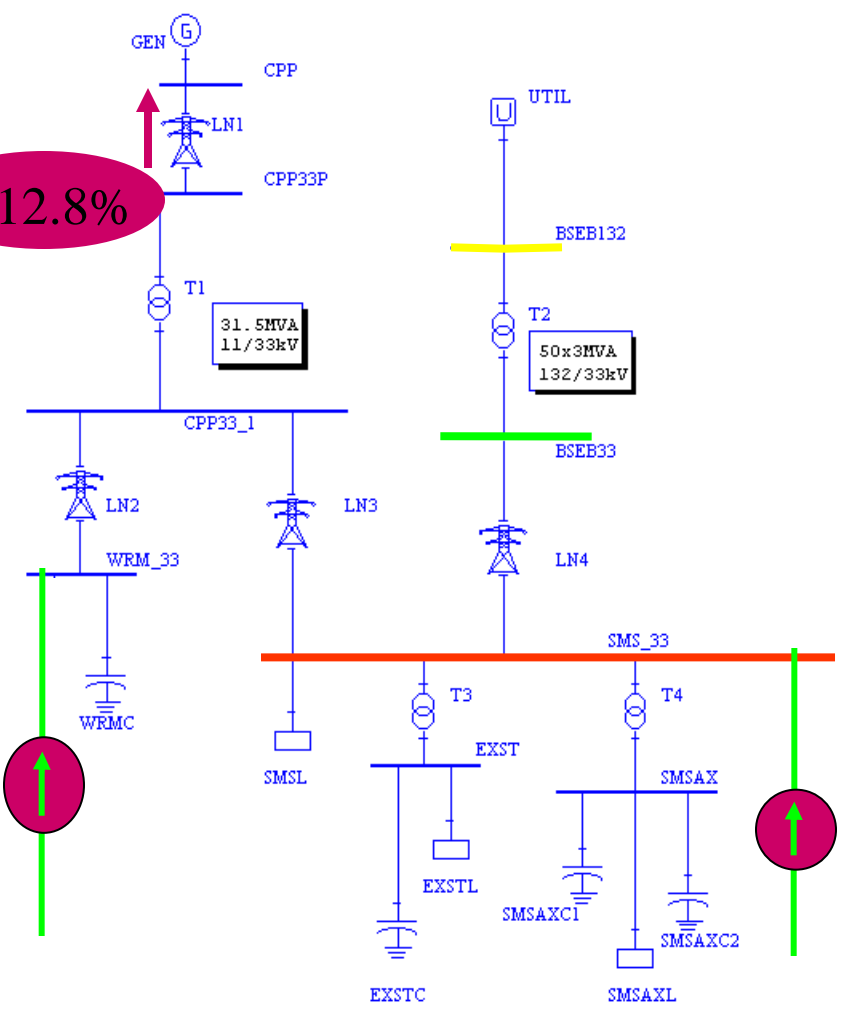 GEN
G
CPP
UTIL
U
LN1
CPP33P
12.8%
BSEB132
T1
31.5MVA
11/33kV
T2
50x3MVA
132/33kV
CPP33_1
BSEB33
LN2
LN3
LN4
WRM_33
SMS_33
WRMC
T3
T4
SMSL
EXST
SMSAX
EXSTL
SMSAXC1
SMSAXC2
EXSTC
SMSAXL